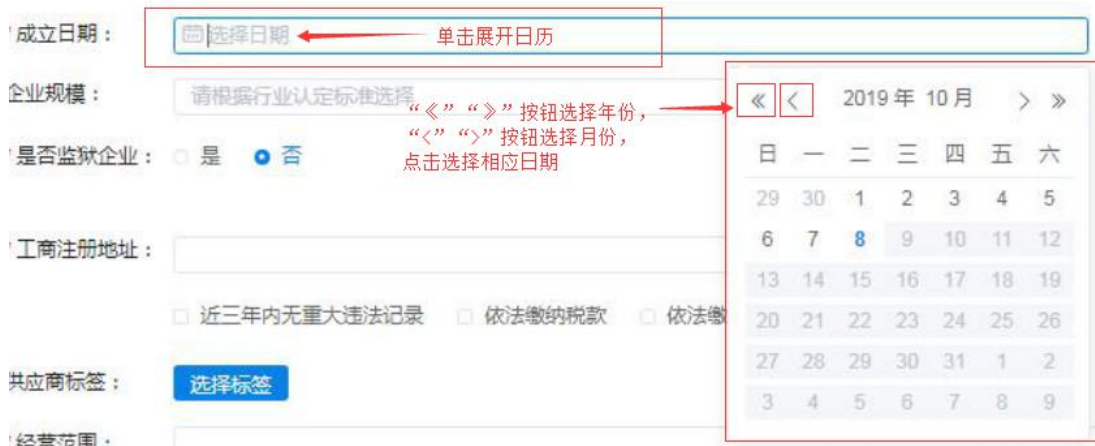 成立日期：
选择日期
单击展开日历
企业规模：
请根据行业认定标准选择
“《” “》”按钮选择年份，
“<” “>”按钮选择月份，
点击选择相应日期
« < 2019 年 10 月 > »
日 一 二 三 四 五 六
29 30 1 2 3 4 5
6 7 8 9 10 11 12
13 14 15 16 17 18 19
20 21 22 23 24 25 26
27 28 29 30 31 1 2
3 4 5 6 7 8 9
是否监狱企业： 是 否
工商注册地址：
近三年内无重大违法记录 依法缴纳税款 依法缴
供应商标签： 选择标签
经营范围：